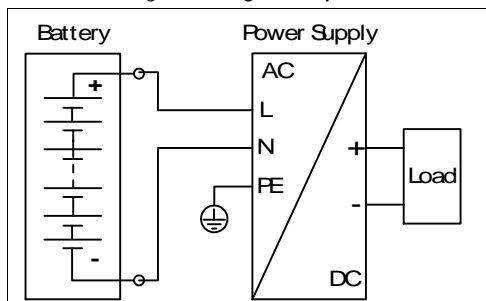 Battery
Power Supply
AC
+
L
N
PE
+
-
Load
-
DC